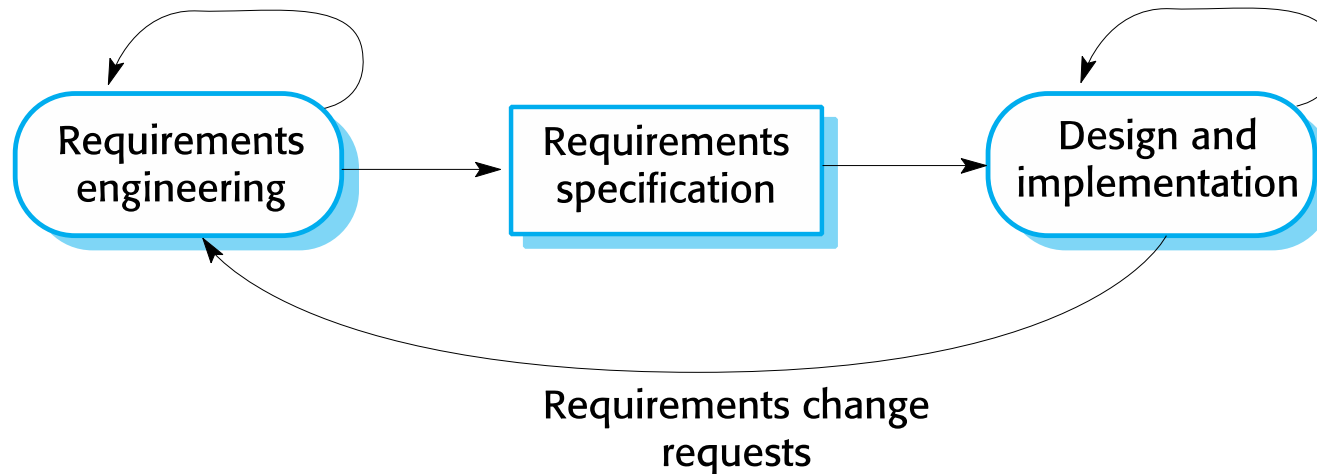 Requirements
engineering
Requirements
specification
Design and
implementation
Requirements change
requests